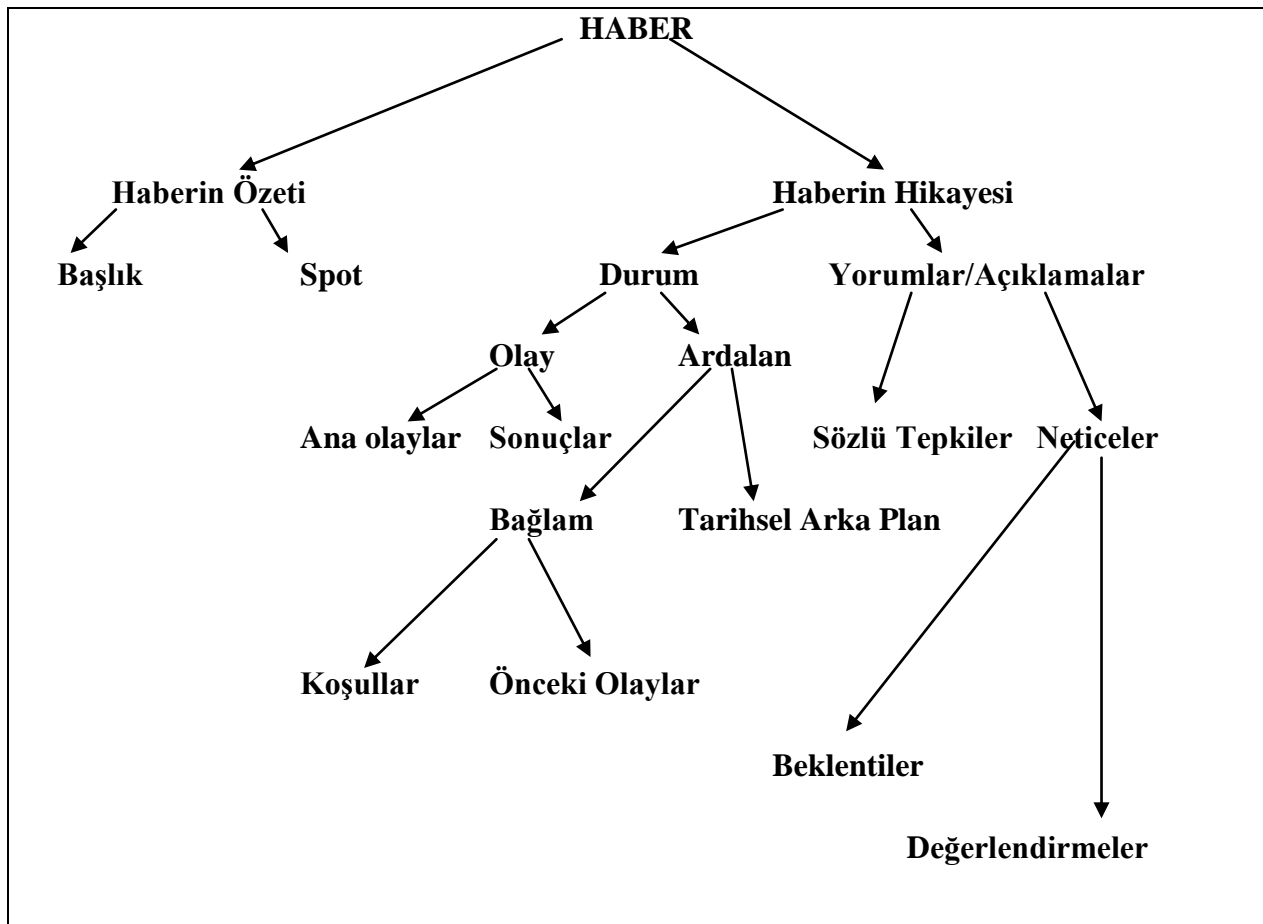 HABER
Haberin Özeti Haberin Hikayesi
Başlık Spot Durum Yorumlar/Açıklamalar
Olay Ardalan
Ana olaylar Sonuçlar Sözlü Tepkiler Neticeler
Bağlam Tarihsel Arka Plan
Koşullar Önceki Olaylar
Beklentiler
Değerlendirmeler